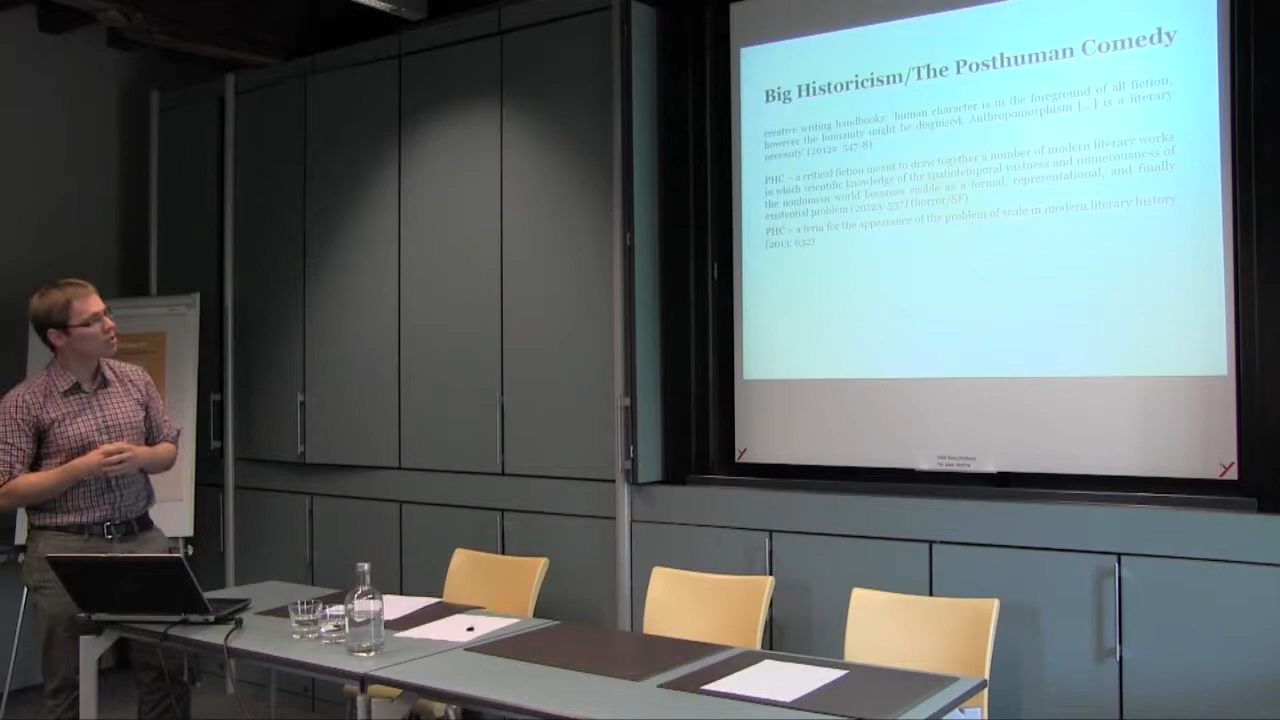 Big Historicism/The Posthuman Comedy
creative writing handbooks: 'human character is in the foreground of all fiction,
however the humanity might be disguised. Anthropomorphism [...] is a literary
necessity' (2012a: 547-8)
PHC – a critical fiction meant to draw together a number of modern literary works
in which scientific knowledge of the spatiotemporal vastness and numerousness of
the nonhuman world becomes visible as a formal, representational, and finally
existential problem (2012a: 537) (horror/SF)
PHC – a term for the appearance of the problem of scale in modern literary history
(2013: 632)